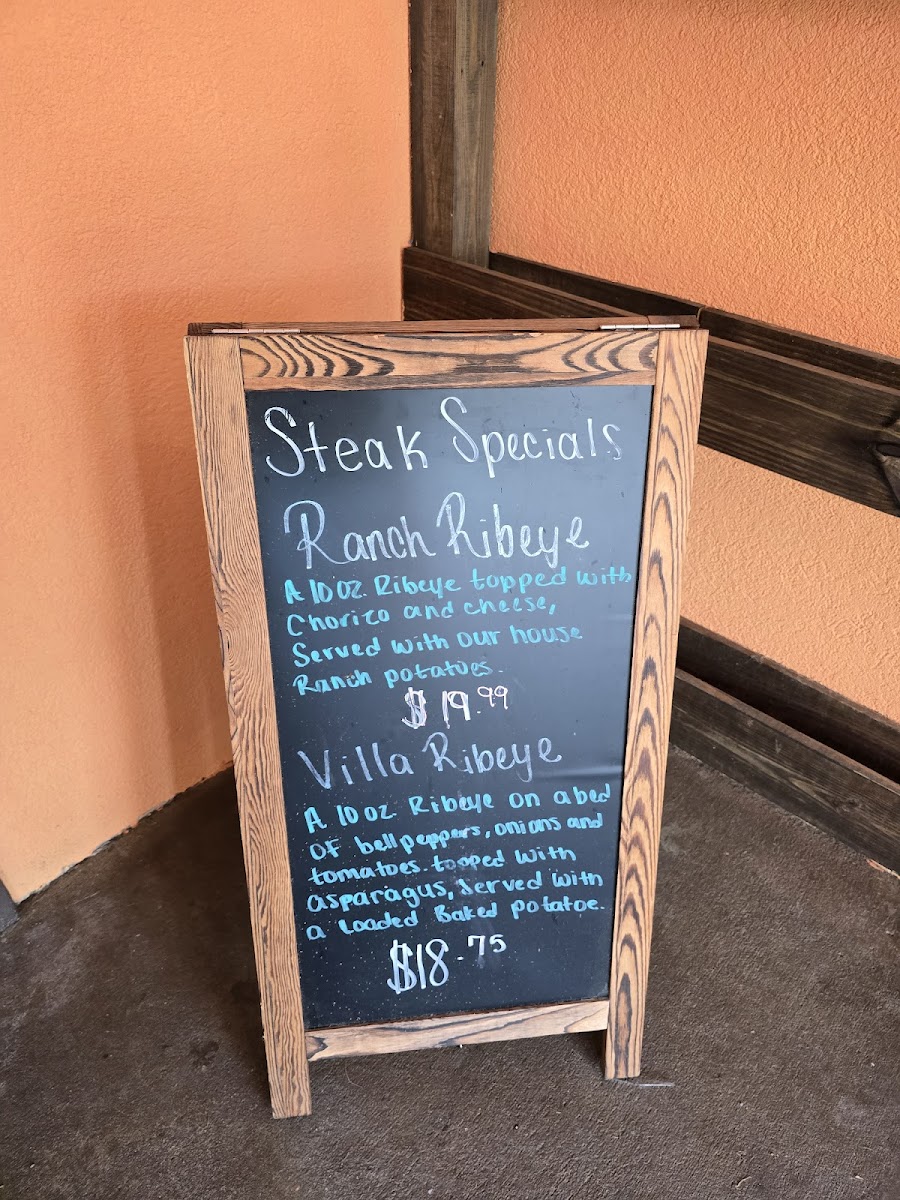 Steak Specials
Ranch Ribeye
A 10 oz. Ribeye topped with
Chorizo and cheese,
Served with our house
Ranch potatoes.
$19.99
Villa Ribeye
A 10 oz Ribeye on a bed
OF bell peppers, onions and
tomatoes. topped with
asparagus, served with
a Loaded Baked potatoe.
$18.75